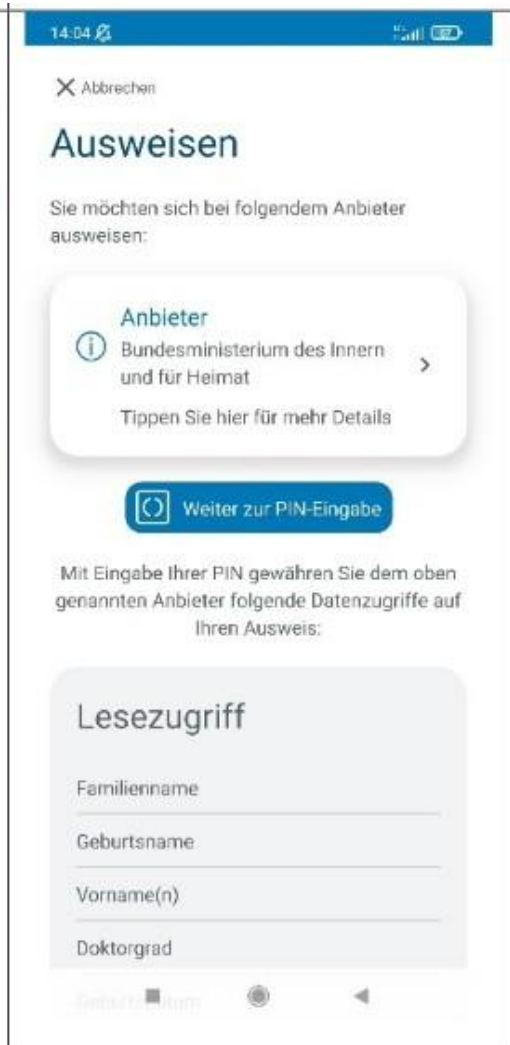 14:04
Abbrechen
Ausweisen
Sie möchten sich bei folgendem Anbieter
ausweisen:
Anbieter
Bundesministerium des Innern
und für Heimat
Tippen Sie hier für mehr Details
Weiter zur PIN-Eingabe
Mit Eingabe Ihrer PIN gewähren Sie dem oben
genannten Anbieter folgende Datenzugriffe auf
Ihren Ausweis:
Lesezugriff
Familienname
Geburtsname
Vorname(n)
Doktorgrad